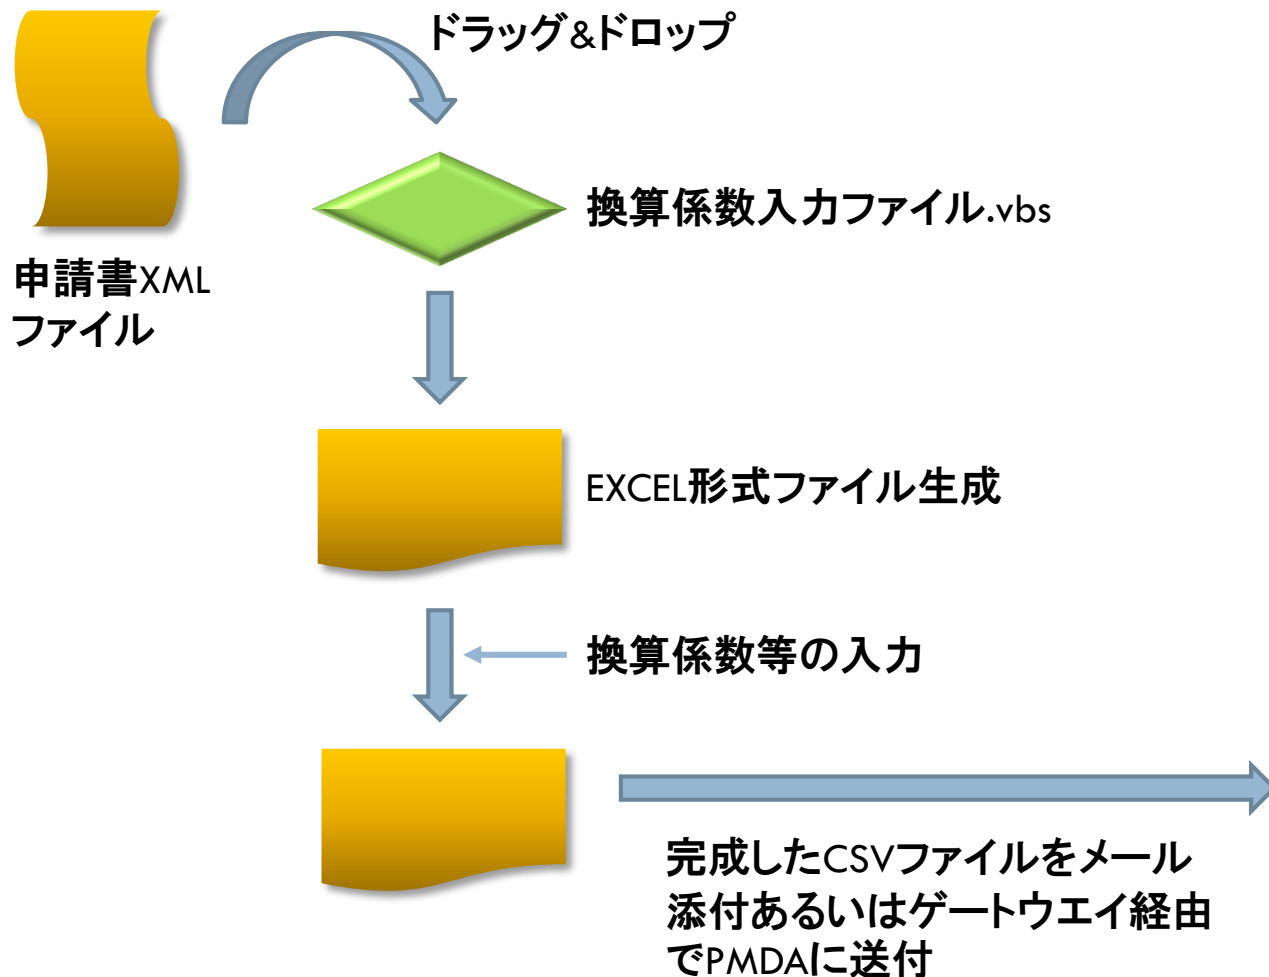 ドラッグ&ドロップ
換算係数入力ファイル.vbs
申請書XML
ファイル
EXCEL形式ファイル生成
換算係数等の入力
完成したCSVファイルをメール
添付あるいはゲートウエイ経由
でPMDAに送付